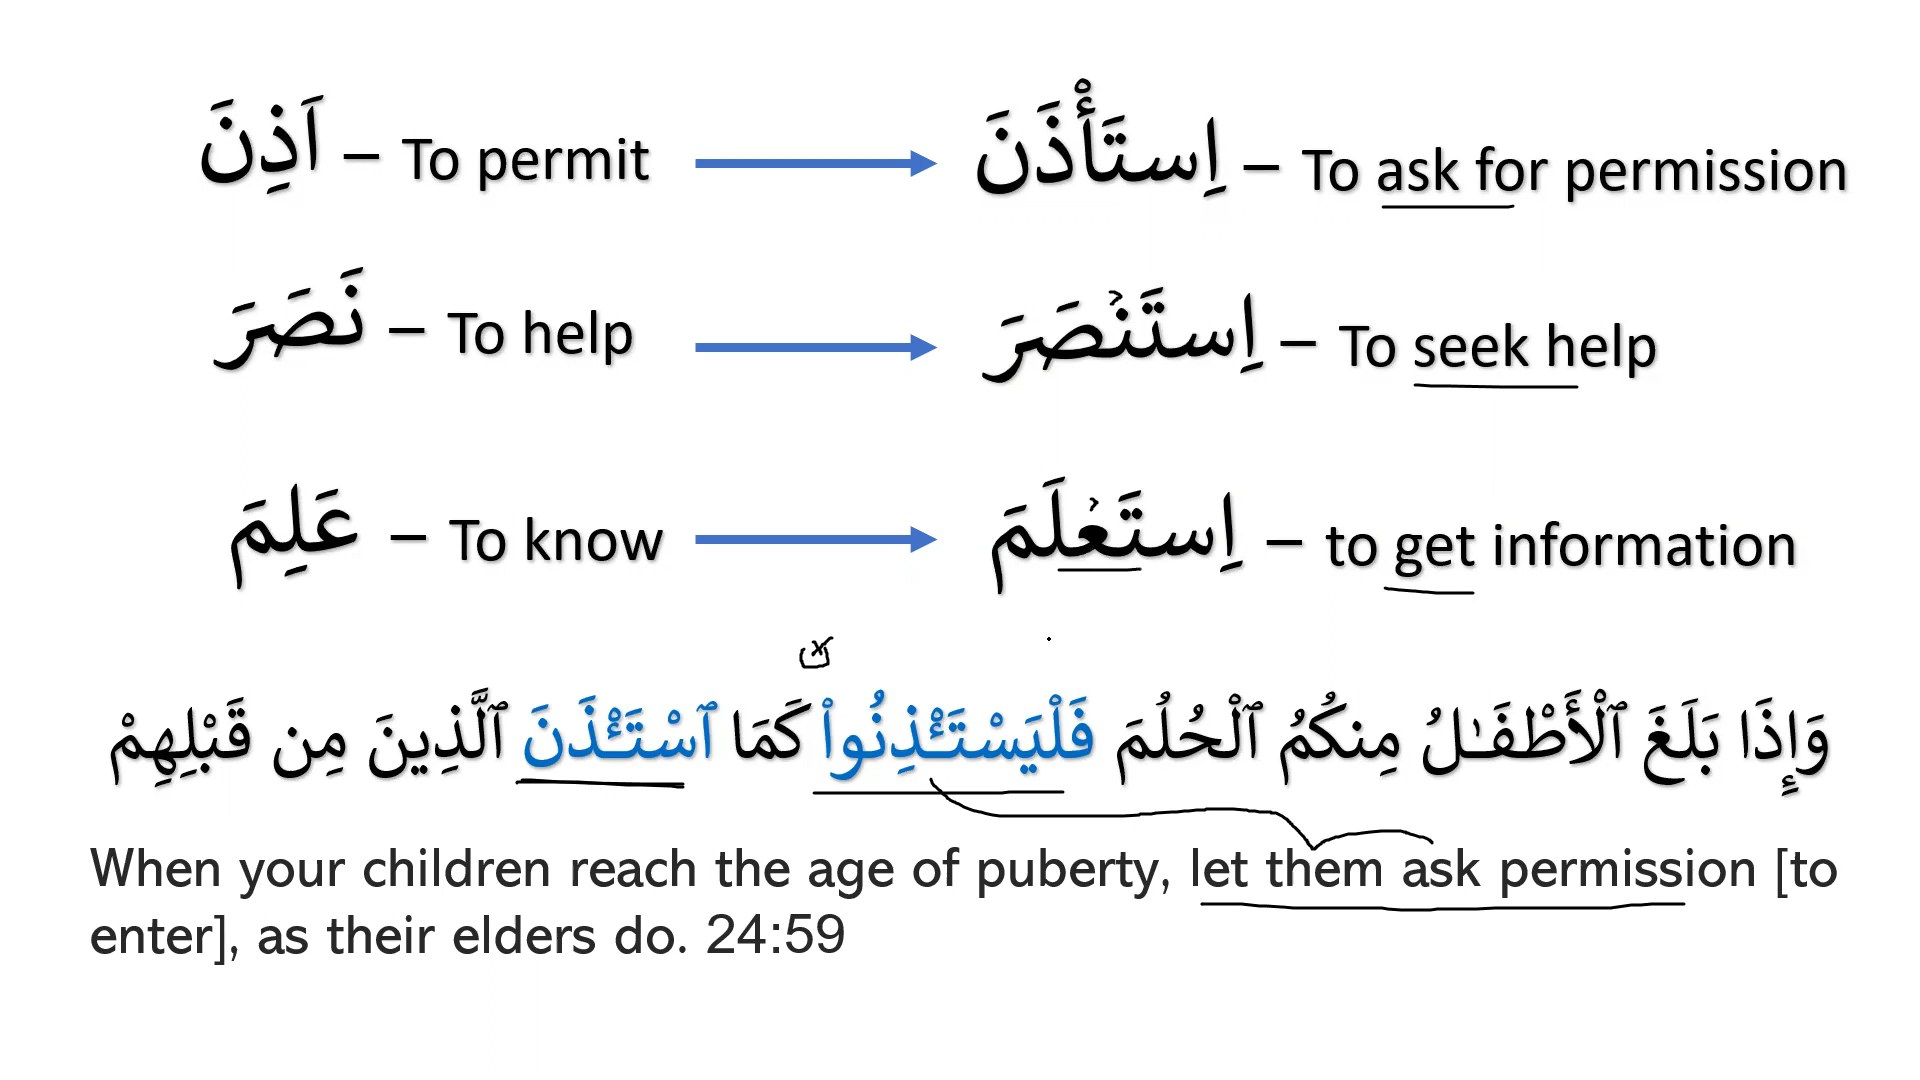 اَذِنَ – To permit → اِستَأْذَنَ – To ask for permission
نَصَرَ – To help → اِستَنْصَرَ – To seek help
عَلِمَ – To know → اِستَعْلَمَ – to get information
وَإِذَا بَلَغَ ٱلْأَطْفَـٰلُ مِنكُمُ ٱلْحُلُمَ فَلْيَسْتَـْٔذِنُوا۟ كَمَا ٱسْتَـْٔذَنَ ٱلَّذِينَ مِن قَبْلِهِمْ
When your children reach the age of puberty, let them ask permission [to
enter], as their elders do. 24:59